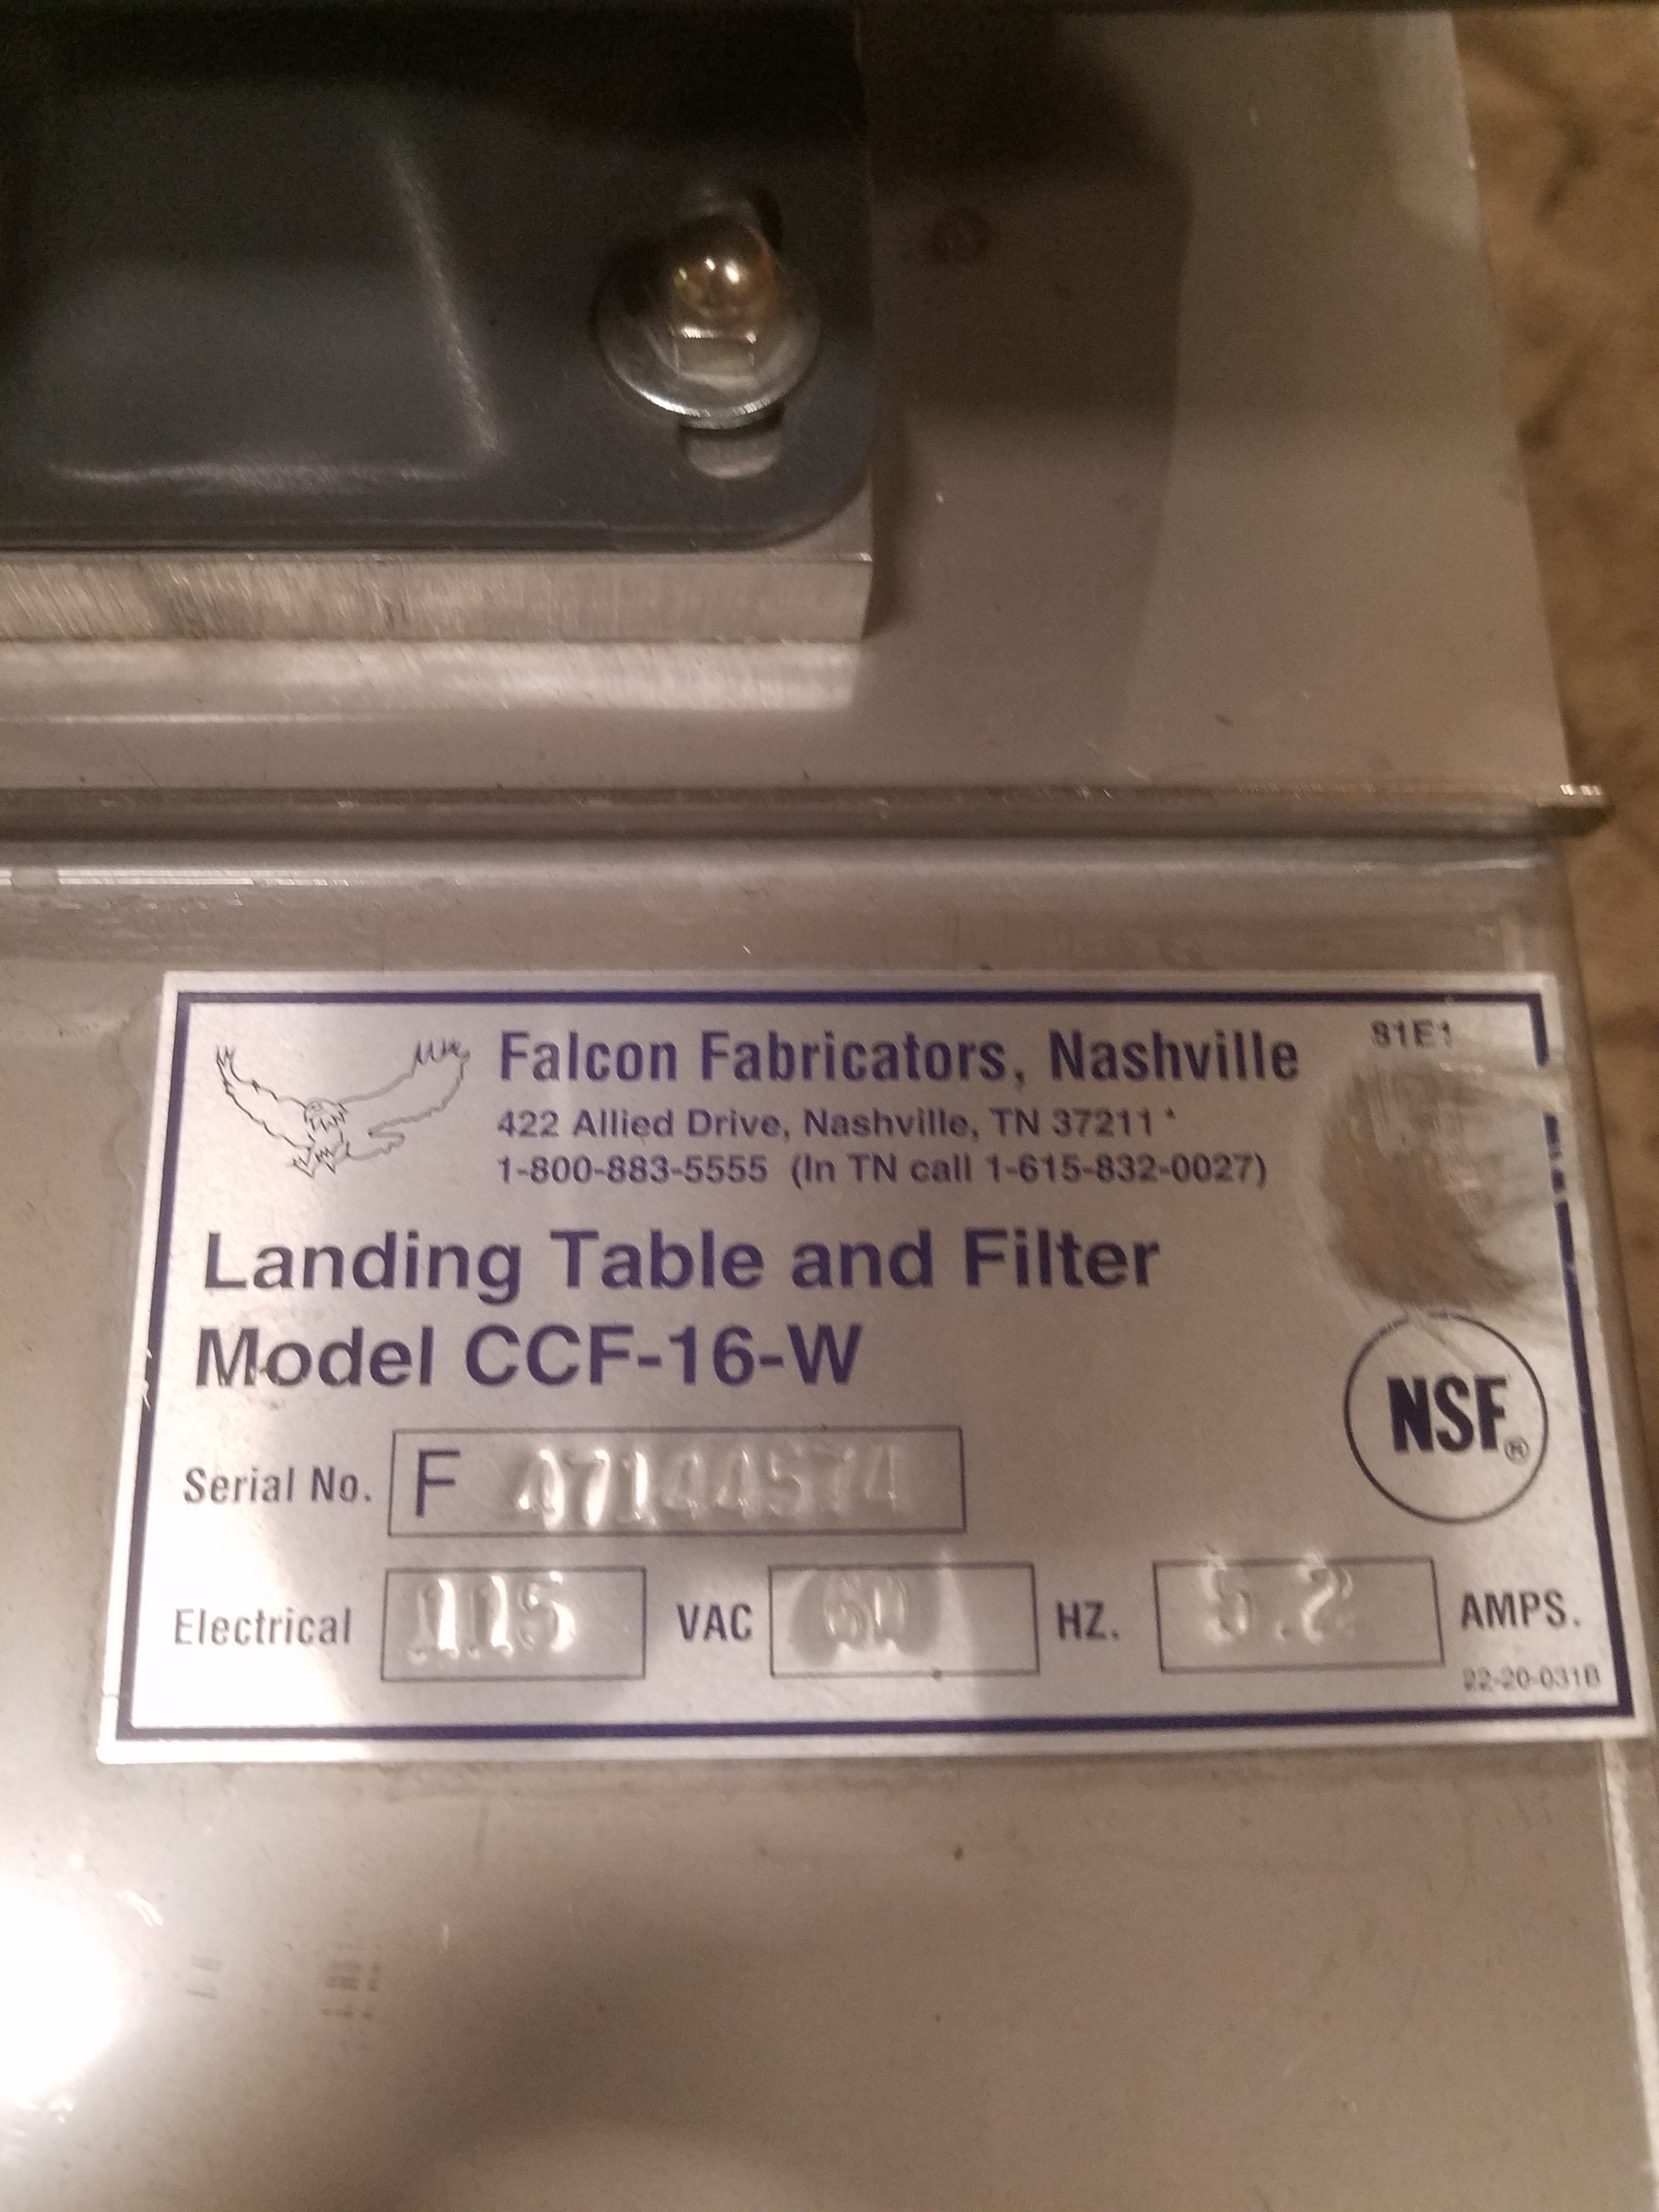 Falcon Fabricators, Nashville
81E1
422 Allied Drive, Nashville, TN 37211
1-800-883-5555 (In TN call 1-615-832-0027)
Landing Table and Filter
Model CCF-16-W
NSF®
Serial No. F 47144574
Electrical 115 VAC 60 HZ. 5.2 AMPS.
22-20-031B